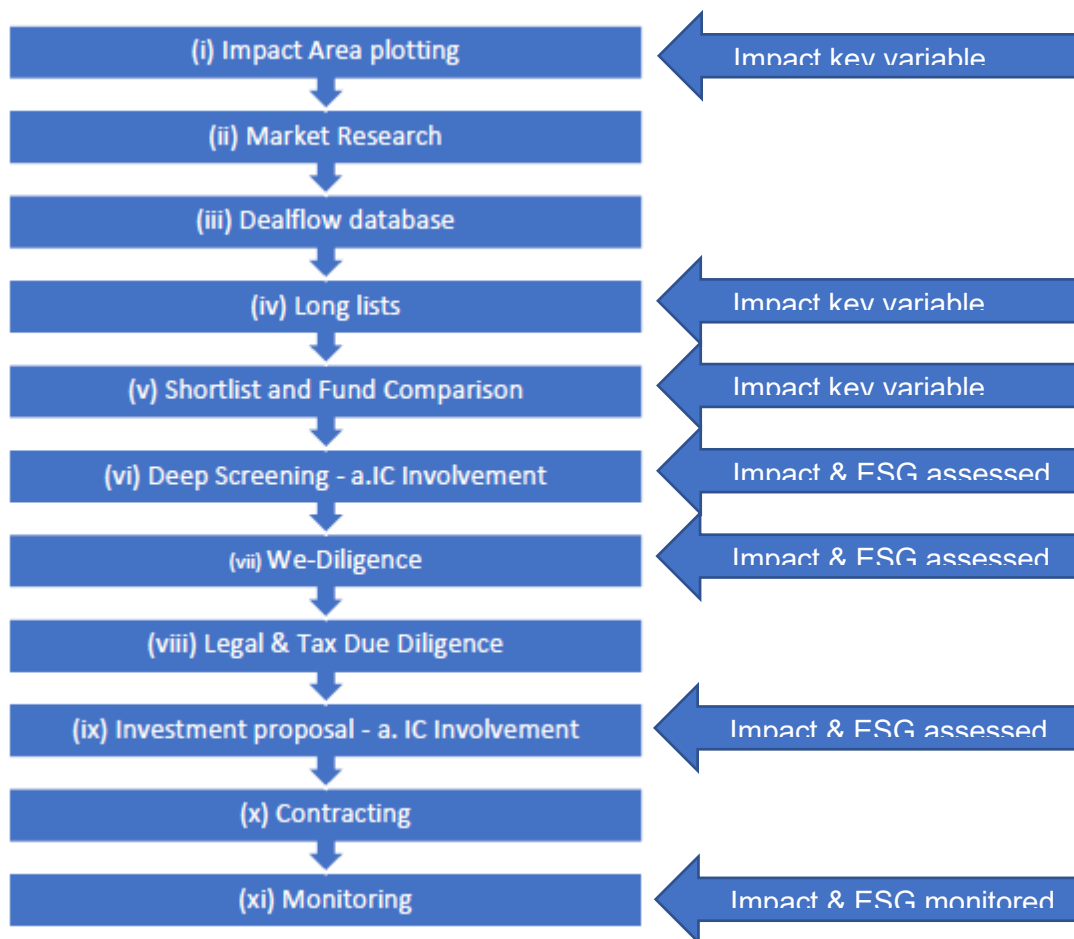 (i) Impact Area plotting
Impact key variable
(ii) Market Research
(iii) Dealflow database
(iv) Long lists
Impact key variable
(v) Shortlist and Fund Comparison
Impact key variable
(vi) Deep Screening - a.IC Involvement
Impact & ESG assessed
(vii) We-Diligence
Impact & ESG assessed
(viii) Legal & Tax Due Diligence
(ix) Investment proposal - a. IC Involvement
Impact & ESG assessed
(x) Contracting
(xi) Monitoring
Impact & ESG monitored